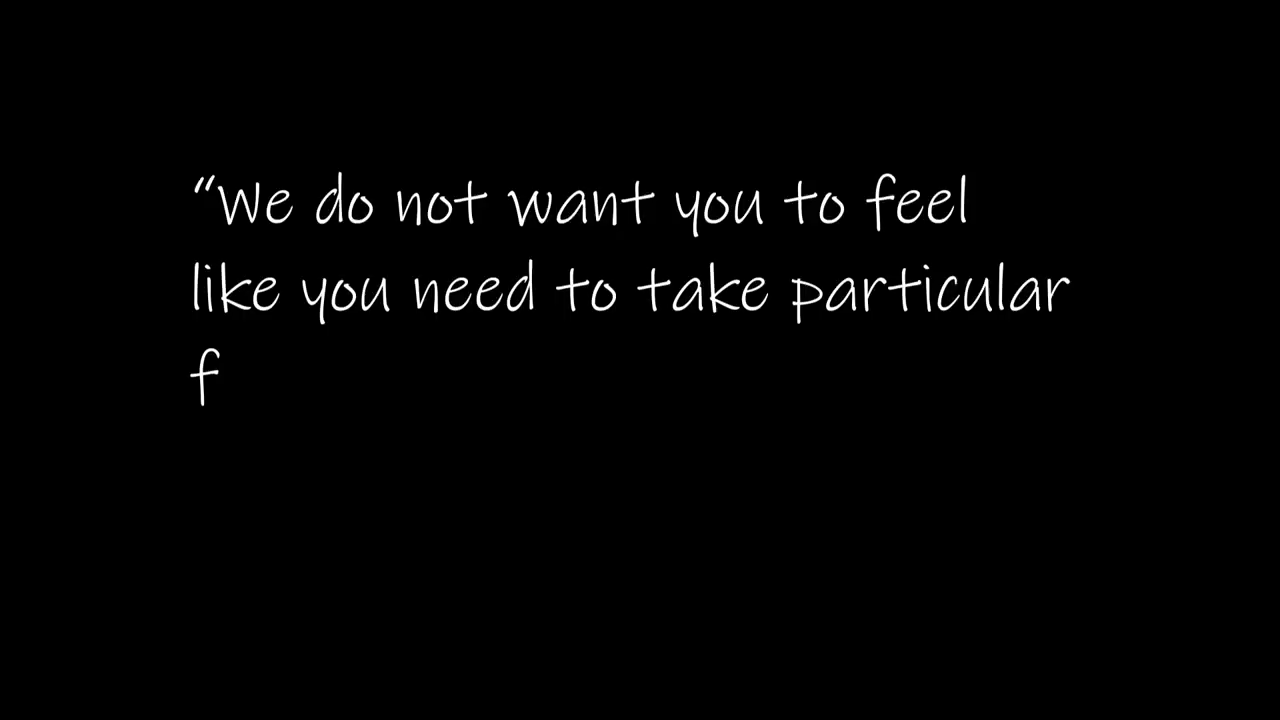 “We do not want you to feel
like you need to take particular
f